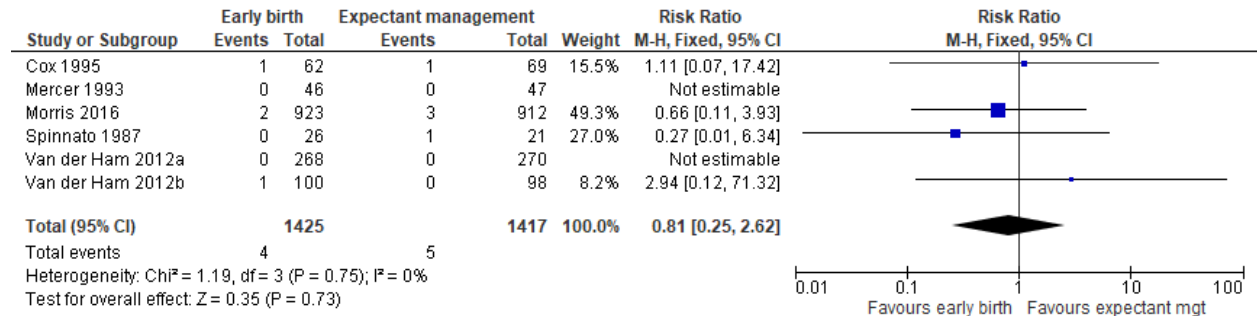 Early birth Expectant management Risk Ratio Risk Ratio
Study or Subgroup Events Total Events Total Weight M-H, Fixed, 95% CI M-H, Fixed, 95% CI
Cox 1995 1 62 1 69 15.5% 1.11 [0.07, 17.42]
Mercer 1993 0 46 0 47 Not estimable
Morris 2016 2 923 3 912 49.3% 0.66 [0.11, 3.93]
Spinnato 1987 0 26 1 21 27.0% 0.27 [0.01, 6.34]
Van der Ham 2012a 0 268 0 270 Not estimable
Van der Ham 2012b 1 100 0 98 8.2% 2.94 [0.12, 71.32]
Total (95% CI) 1425 1417 100.0% 0.81 [0.25, 2.62]
Total events 4 5
Heterogeneity: Chi² = 1.19, df = 3 (P = 0.75); I² = 0%
Test for overall effect: Z = 0.35 (P = 0.73)
0.01 0.1 1 10 100
Favours early birth Favours expectant mgt